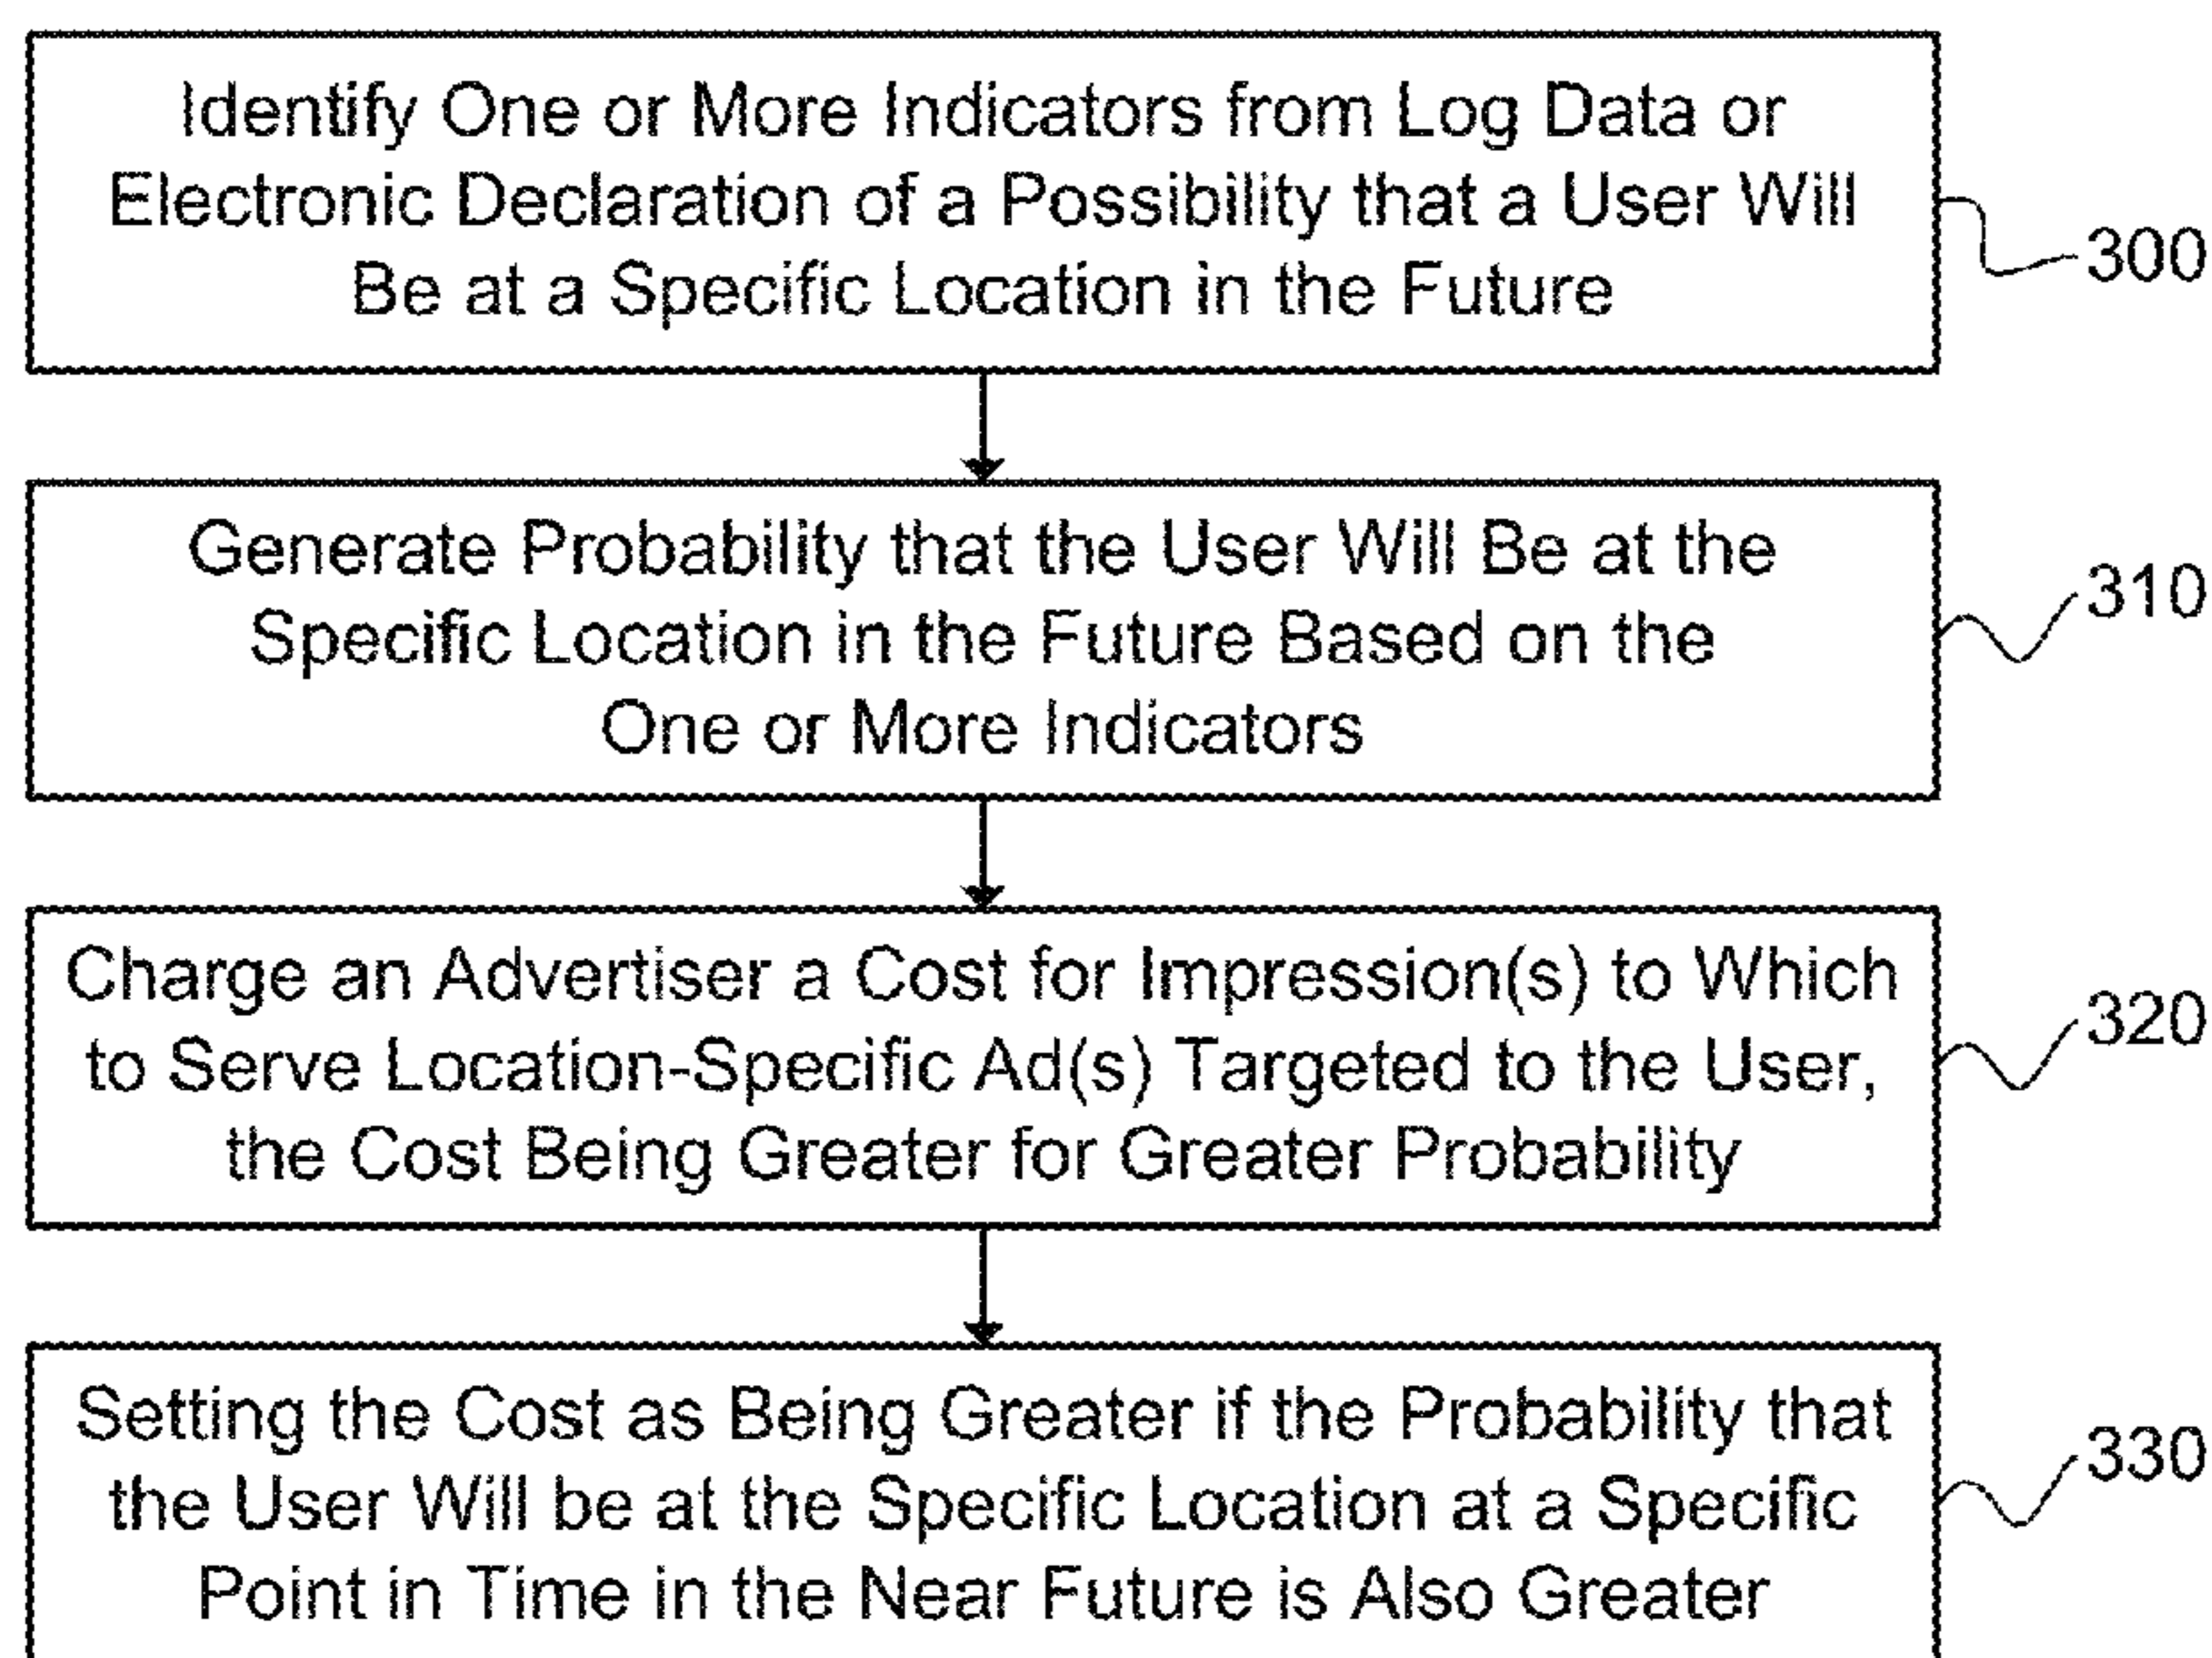 Identify One or More Indicators from Log Data or
Electronic Declaration of a Possibility that a User Will
Be at a Specific Location in the Future
300
Generate Probability that the User Will Be at the
Specific Location in the Future Based on the
One or More Indicators
310
Charge an Advertiser a Cost for Impression(s) to Which
to Serve Location-Specific Ad(s) Targeted to the User,
the Cost Being Greater for Greater Probability
320
Setting the Cost as Being Greater if the Probability that
the User Will be at the Specific Location at a Specific
Point in Time in the Near Future is Also Greater
330